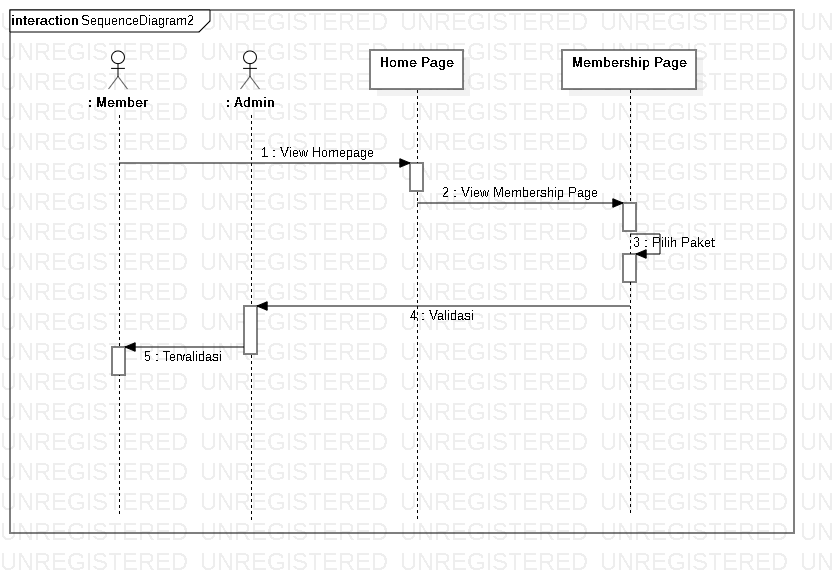 interaction SequenceDiagram2
: Member
: Admin
Home Page
Membership Page
1 : View Homepage
2 : View Membership Page
3 : Pilih Paket
4 : Validasi
5 : Tervalidasi
UNREGISTERED UNREGISTERED UNREGISTERED UNREGISTERED